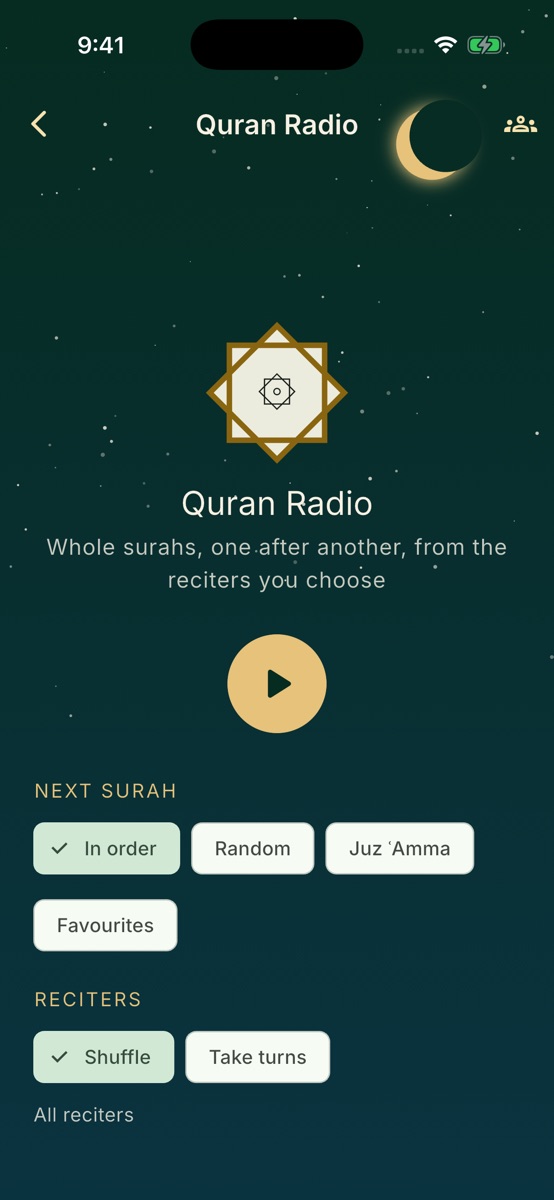 9:41
Quran Radio
Quran Radio
Whole surahs, one after another, from the
reciters you choose
NEXT SURAH
In order
Random
Juz ʿAmma
Favourites
RECITERS
Shuffle
Take turns
All reciters